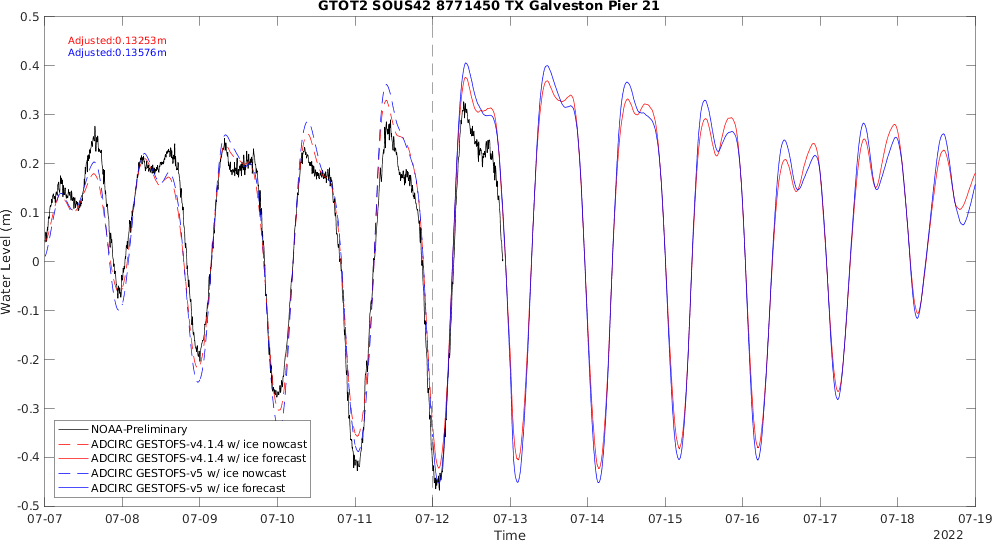 GTOT2 SOUS42 8771450 TX Galveston Pier 21
Adjusted:0.13253m
Adjusted:0.13576m
0.5
0.4
0.3
0.2
0.1
0
-0.1
-0.2
-0.3
-0.4
-0.5
Water Level (m)
NOAA-Preliminary
ADCIRC GESTOFS-v4.1.4 w/ ice nowcast
ADCIRC GESTOFS-v4.1.4 w/ ice forecast
ADCIRC GESTOFS-v5 w/ ice nowcast
ADCIRC GESTOFS-v5 w/ ice forecast
07-07 07-08 07-09 07-10 07-11 07-12 07-13 07-14 07-15 07-16 07-17 07-18 07-19
Time
2022